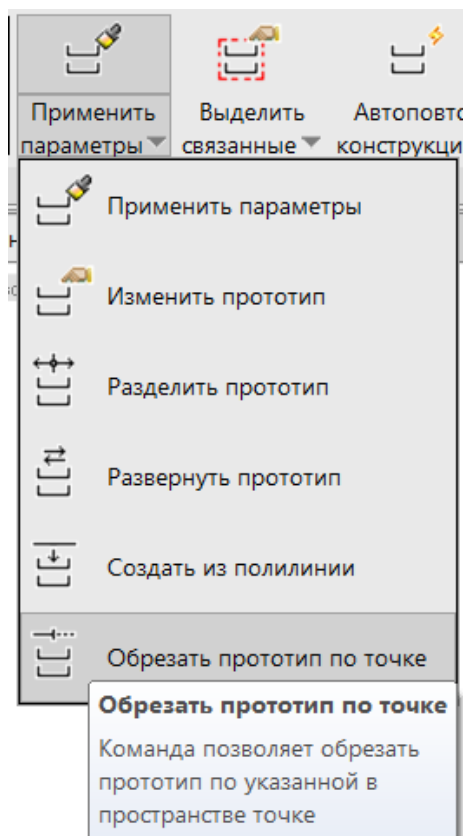 Применить Выделить
параметры связанные
Применить параметры
Изменить прототип
Разделить прототип
Развернуть прототип
Создать из полилинии
Обрезать прототип по точке
Обрезать прототип по точке
Команда позволяет обрезать
прототип по указанной в
пространстве точке